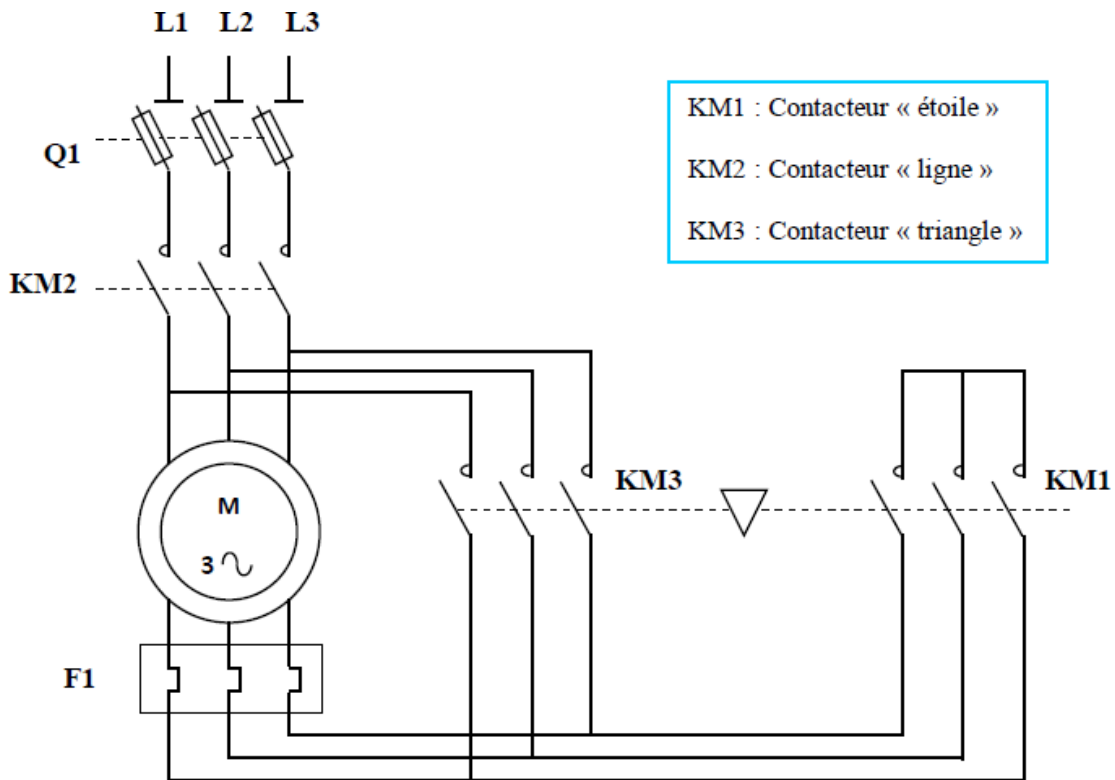 L1 L2 L3
KM1 : Contacteur « étoile »
KM2 : Contacteur « ligne »
KM3 : Contacteur « triangle »
Q1
KM2
KM3
KM1
M
3
F1